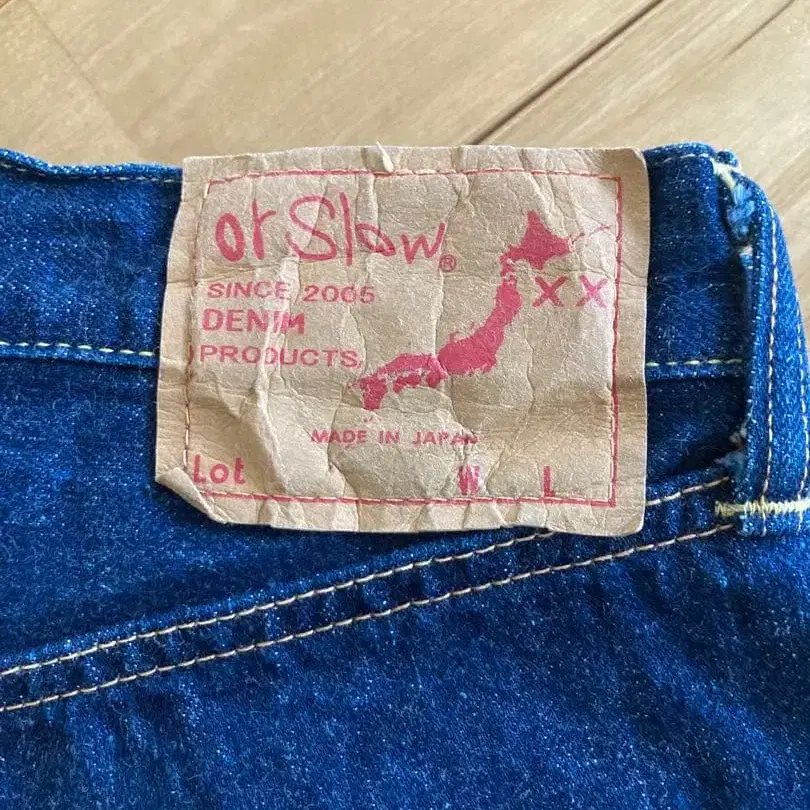 orSlow®
SINCE 2005
DENIM
PRODUCTS
XX
MADE IN JAPAN
Lot W L